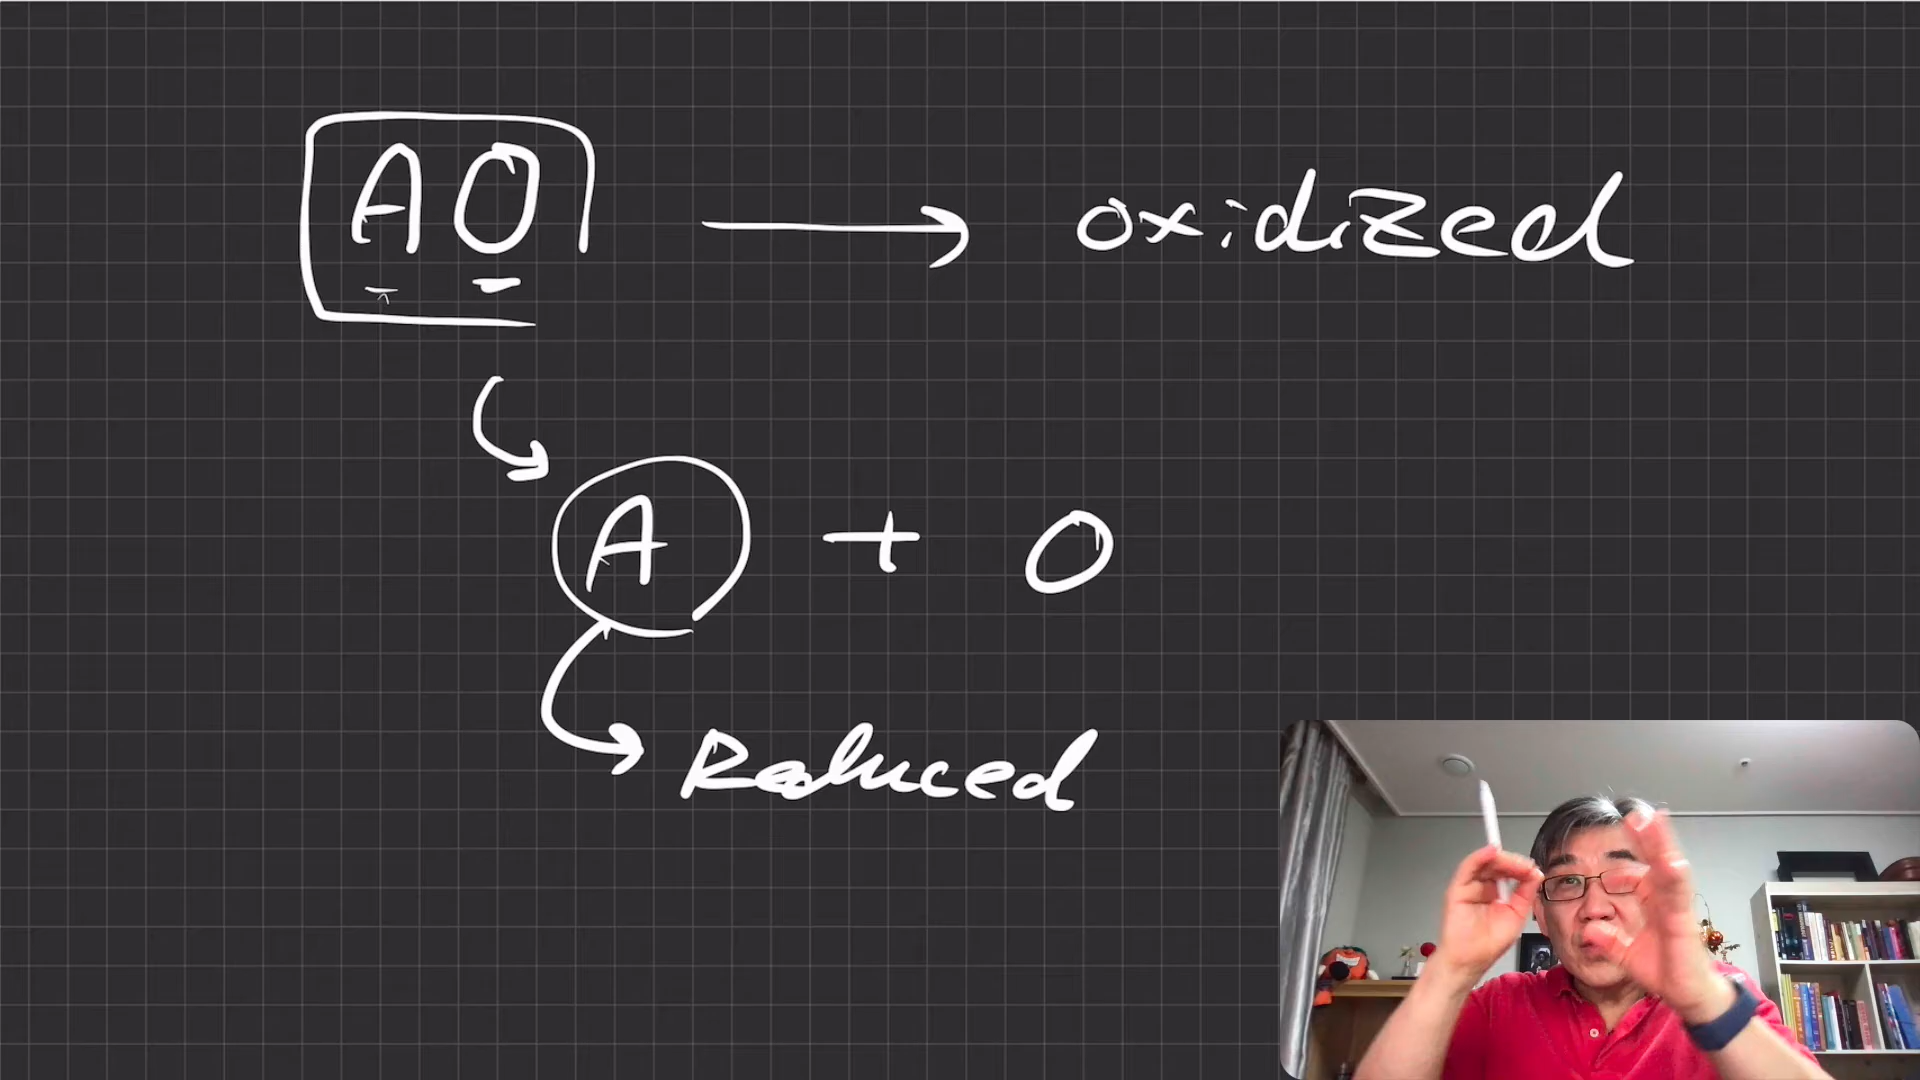 AO → oxidized
A + O
Reduced